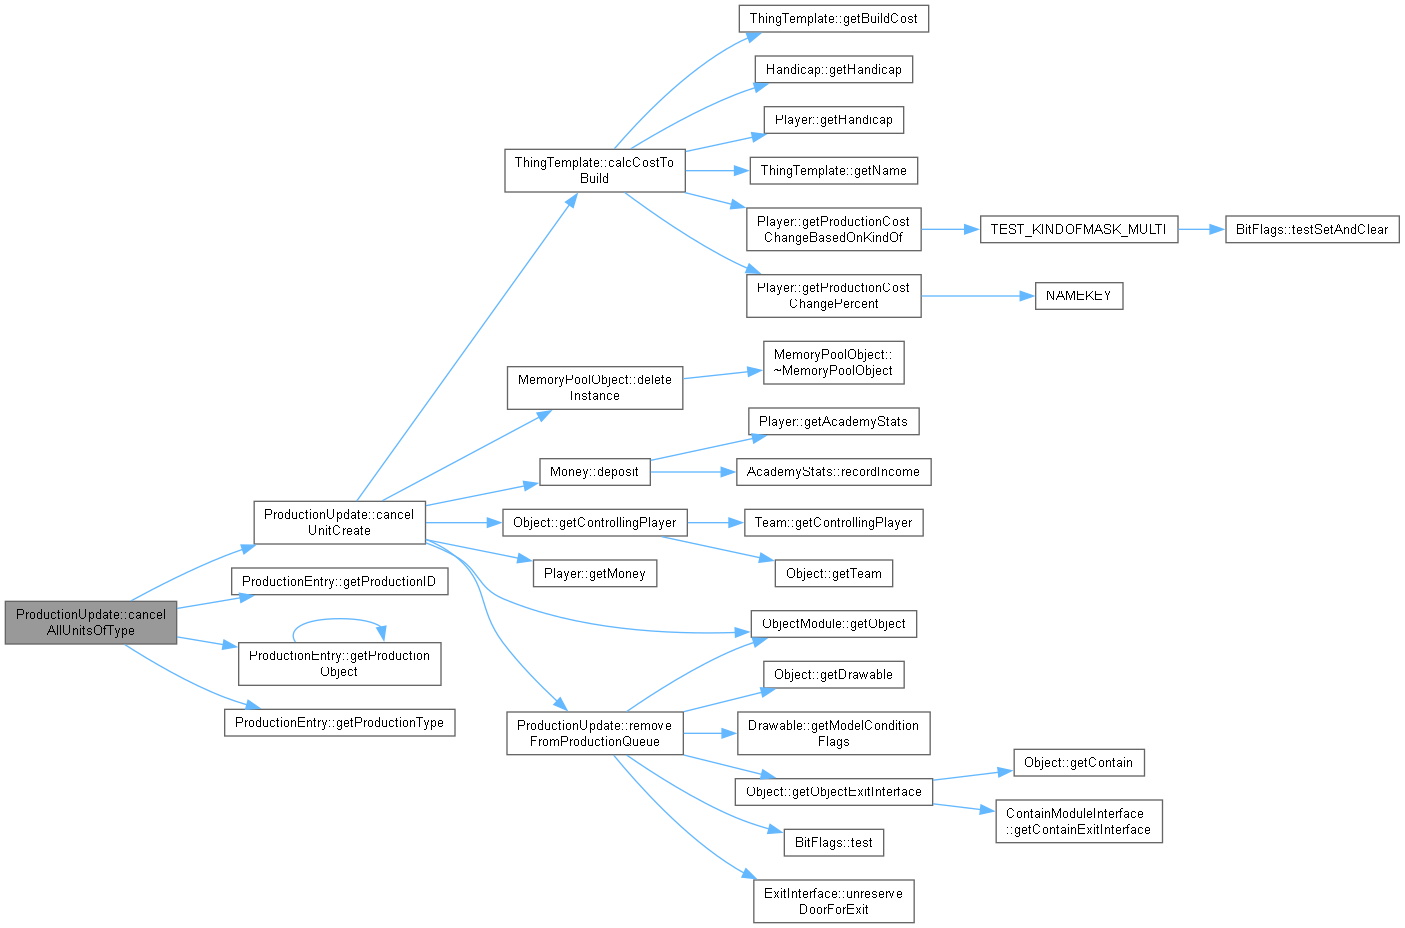 ThingTemplate::getBuildCost
Handicap::getHandicap
Player::getHandicap
ThingTemplate::calcCostTo
Build
ThingTemplate::getName
Player::getProductionCost
ChangeBasedOnKindOf
TEST_KINDOFMASK_MULTI
BitFlags::testSetAndClear
Player::getProductionCost
ChangePercent
NAMEKEY
MemoryPoolObject::
~MemoryPoolObject
MemoryPoolObject::delete
Instance
Player::getAcademyStats
Money::deposit
AcademyStats::recordIncome
ProductionUpdate::cancel
UnitCreate
Object::getControllingPlayer
Team::getControllingPlayer
Player::getMoney
Object::getTeam
ProductionEntry::getProductionID
ProductionUpdate::cancel
AllUnitsOfType
ObjectModule::getObject
ProductionEntry::getProduction
Object
Object::getDrawable
ProductionEntry::getProductionType
ProductionUpdate::remove
FromProductionQueue
Drawable::getModelCondition
Flags
Object::getObjectExitInterface
Object::getContain
ContainModuleInterface
::getContainExitInterface
BitFlags::test
ExitInterface::unreserve
DoorForExit